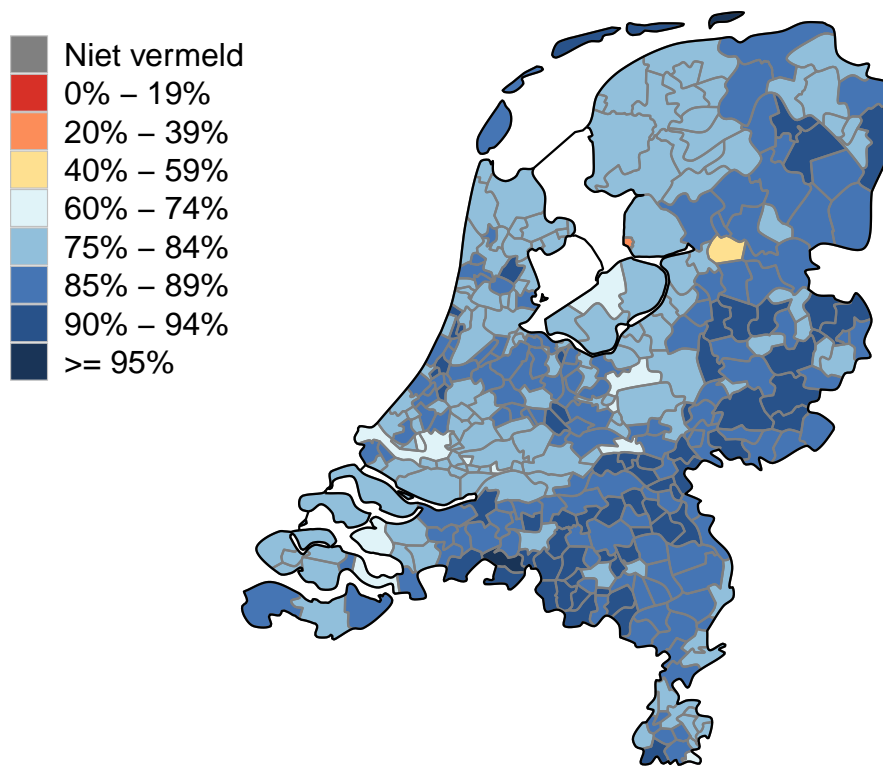 Niet vermeld
0% – 19%
20% – 39%
40% – 59%
60% – 74%
75% – 84%
85% – 89%
90% – 94%
>= 95%